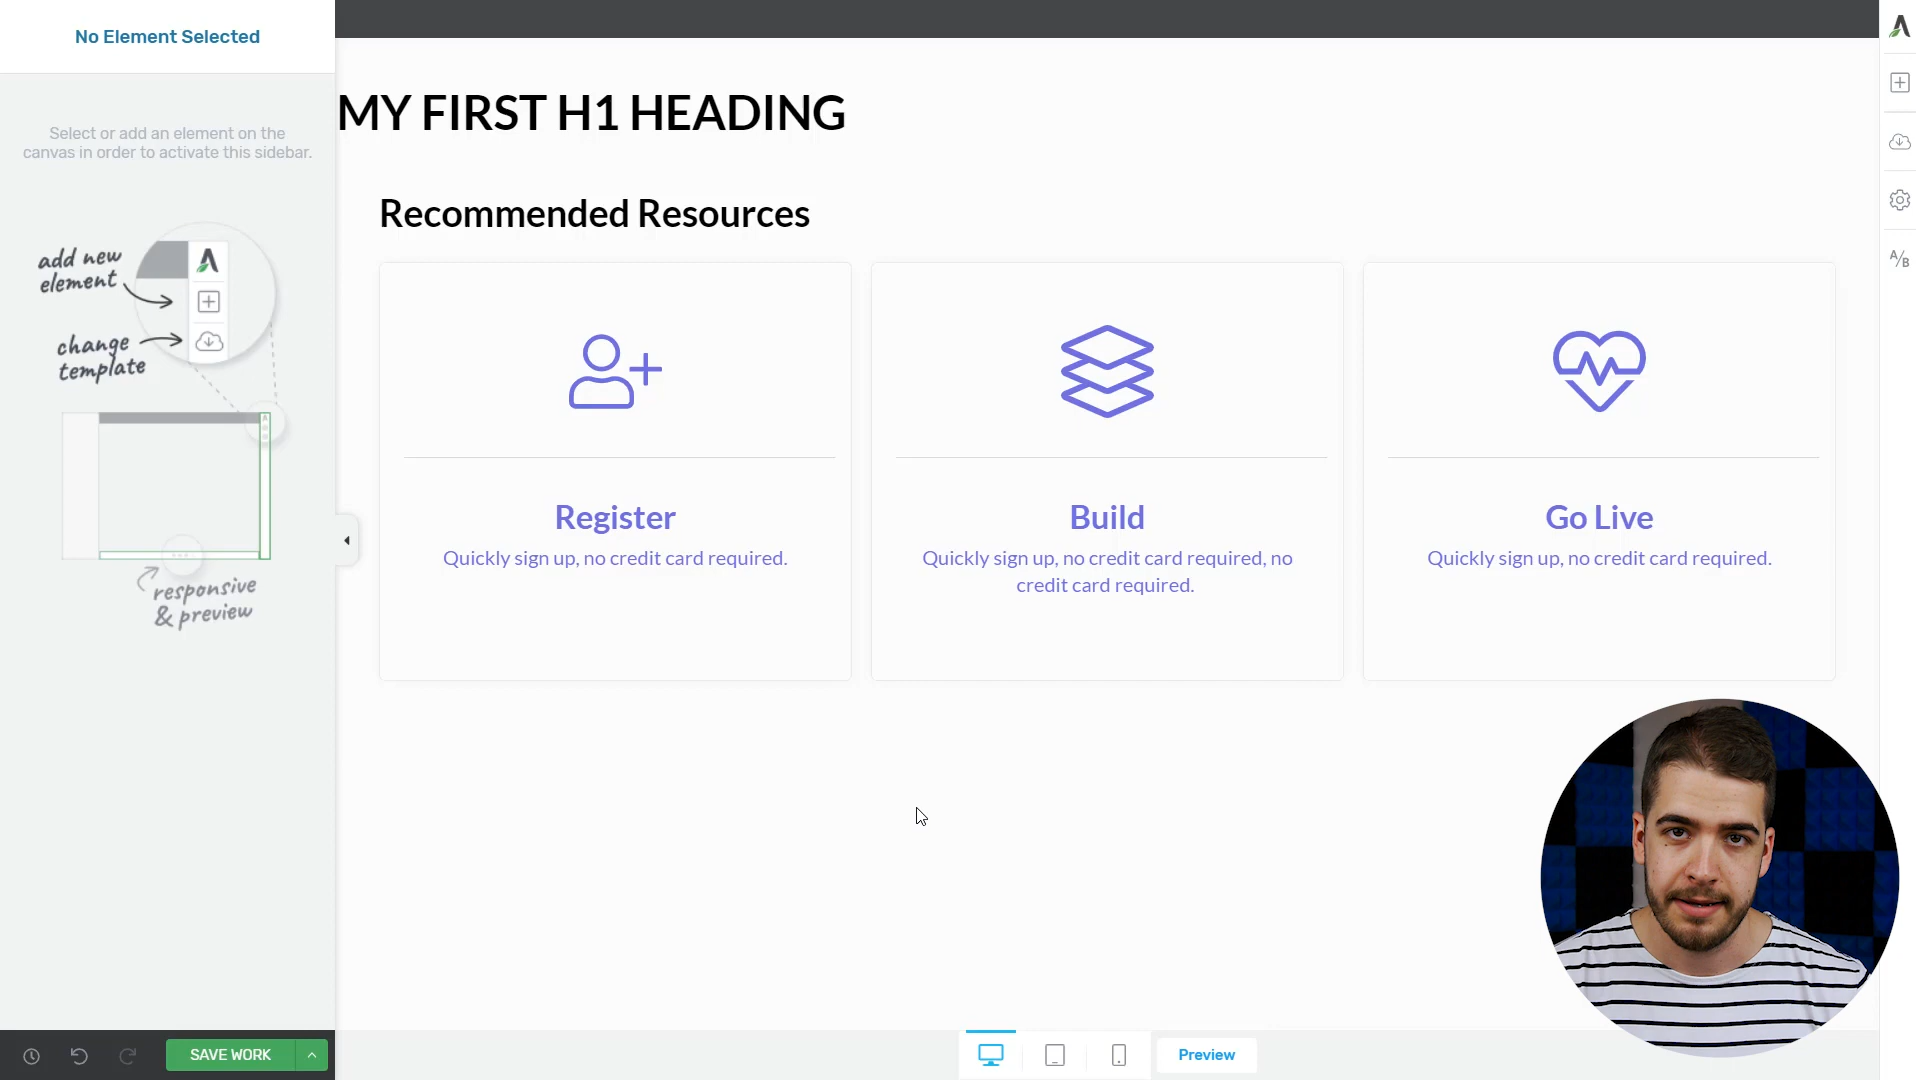 No Element Selected
Select or add an element on the
canvas in order to activate this sidebar.
add new
element
change
template
responsive
& preview
SAVE WORK
MY FIRST H1 HEADING
Recommended Resources
Register
Quickly sign up, no credit card required.
Build
Quickly sign up, no credit card required, no
credit card required.
Go Live
Quickly sign up, no credit card required.
Preview
A/B